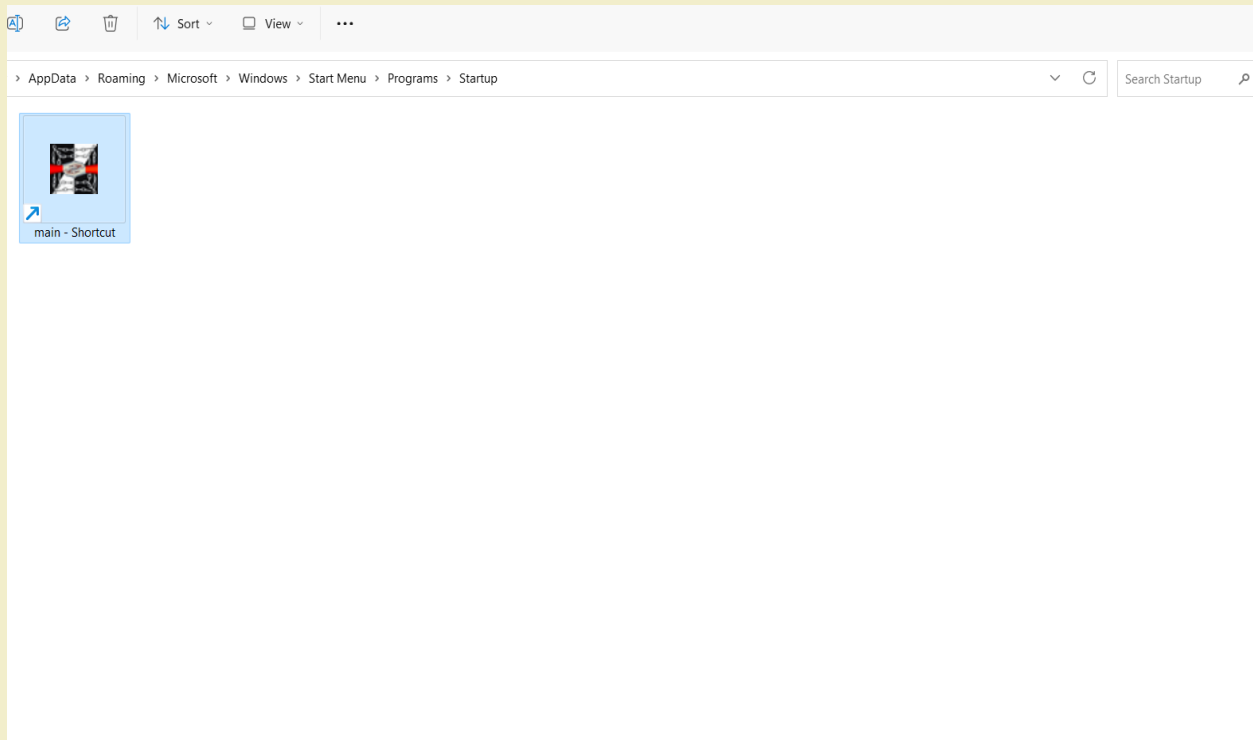 Sort
View
AppData > Roaming > Microsoft > Windows > Start Menu > Programs > Startup
Search Startup
main - Shortcut